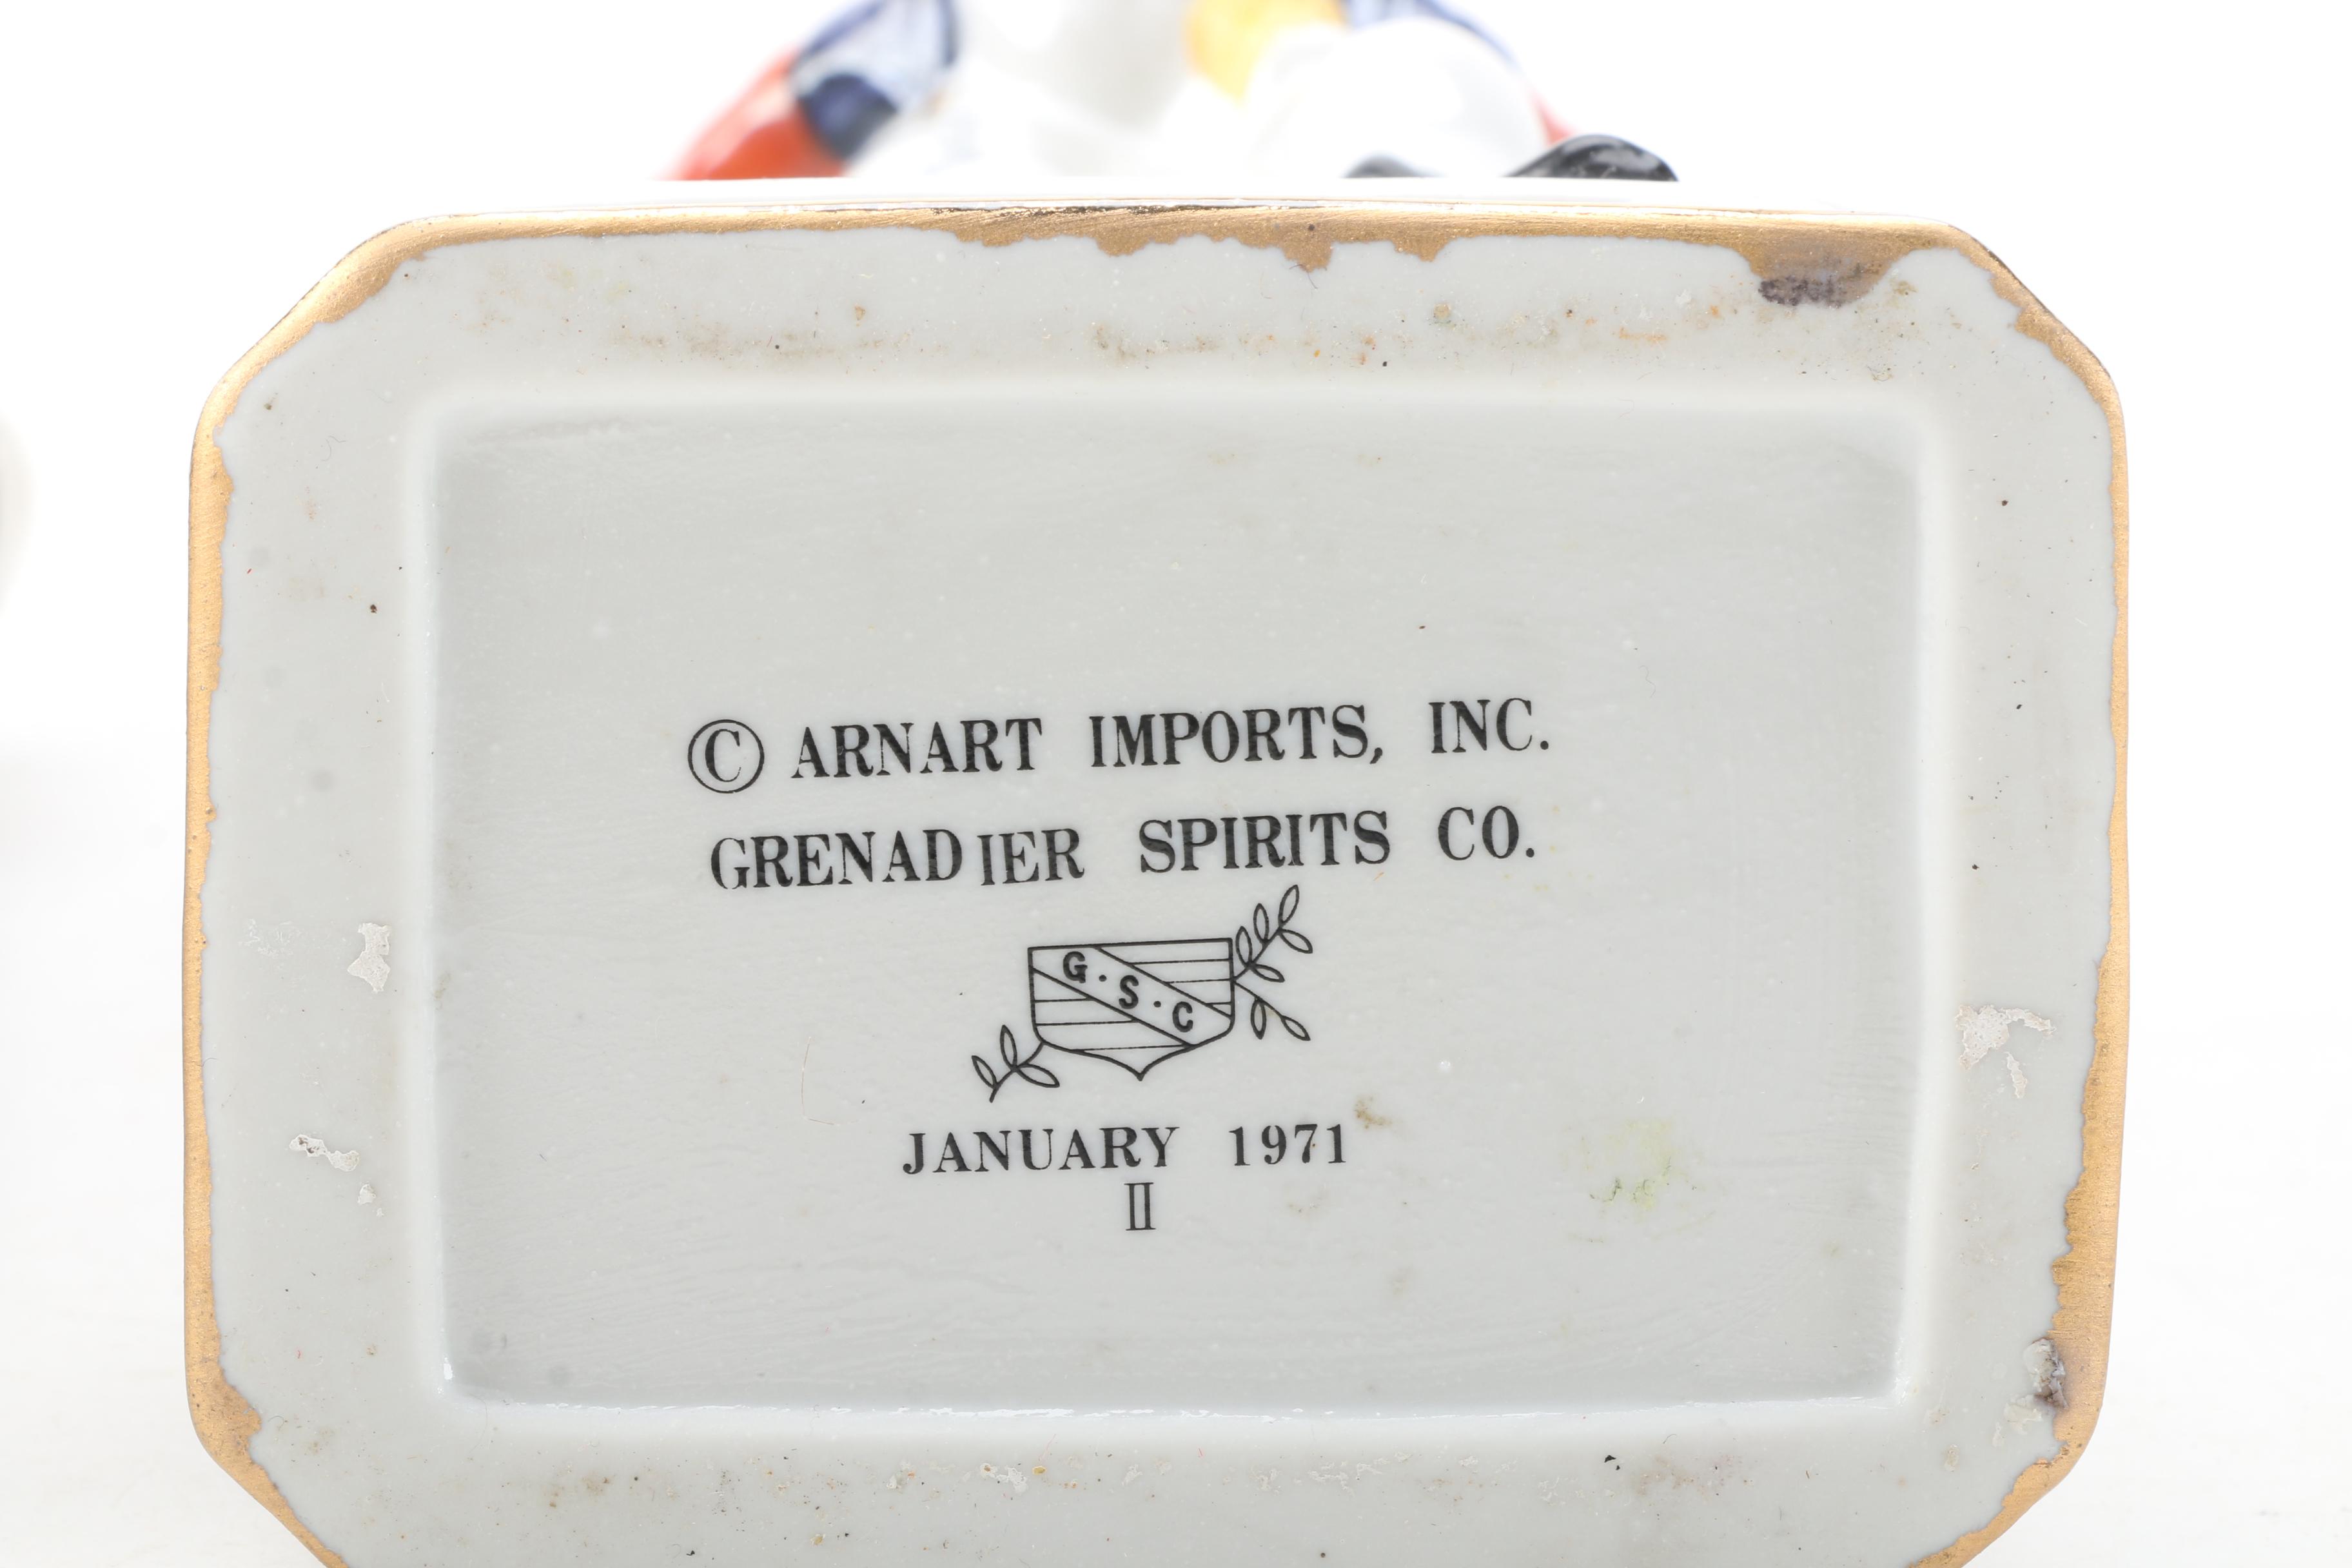 © ARNART IMPORTS, INC.
GRENADIER SPIRITS CO.
G.S.C
JANUARY 1971
II